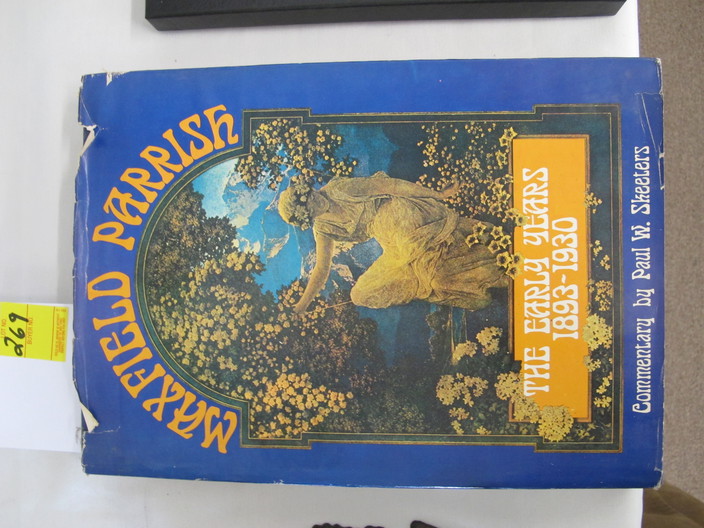 MAXFIELD PARRISH
THE EARLY YEARS
1893-1930
Commentary by Paul W. Skeeters
269